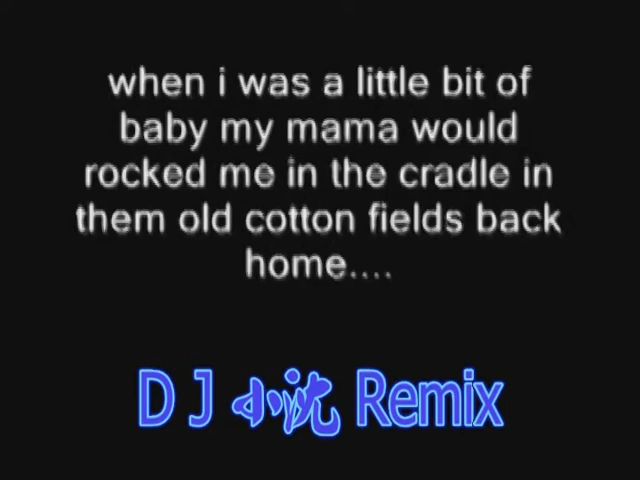 when i was a little bit of
baby my mama would
rocked me in the cradle in
them old cotton fields back
home....
DJ 小沈 Remix